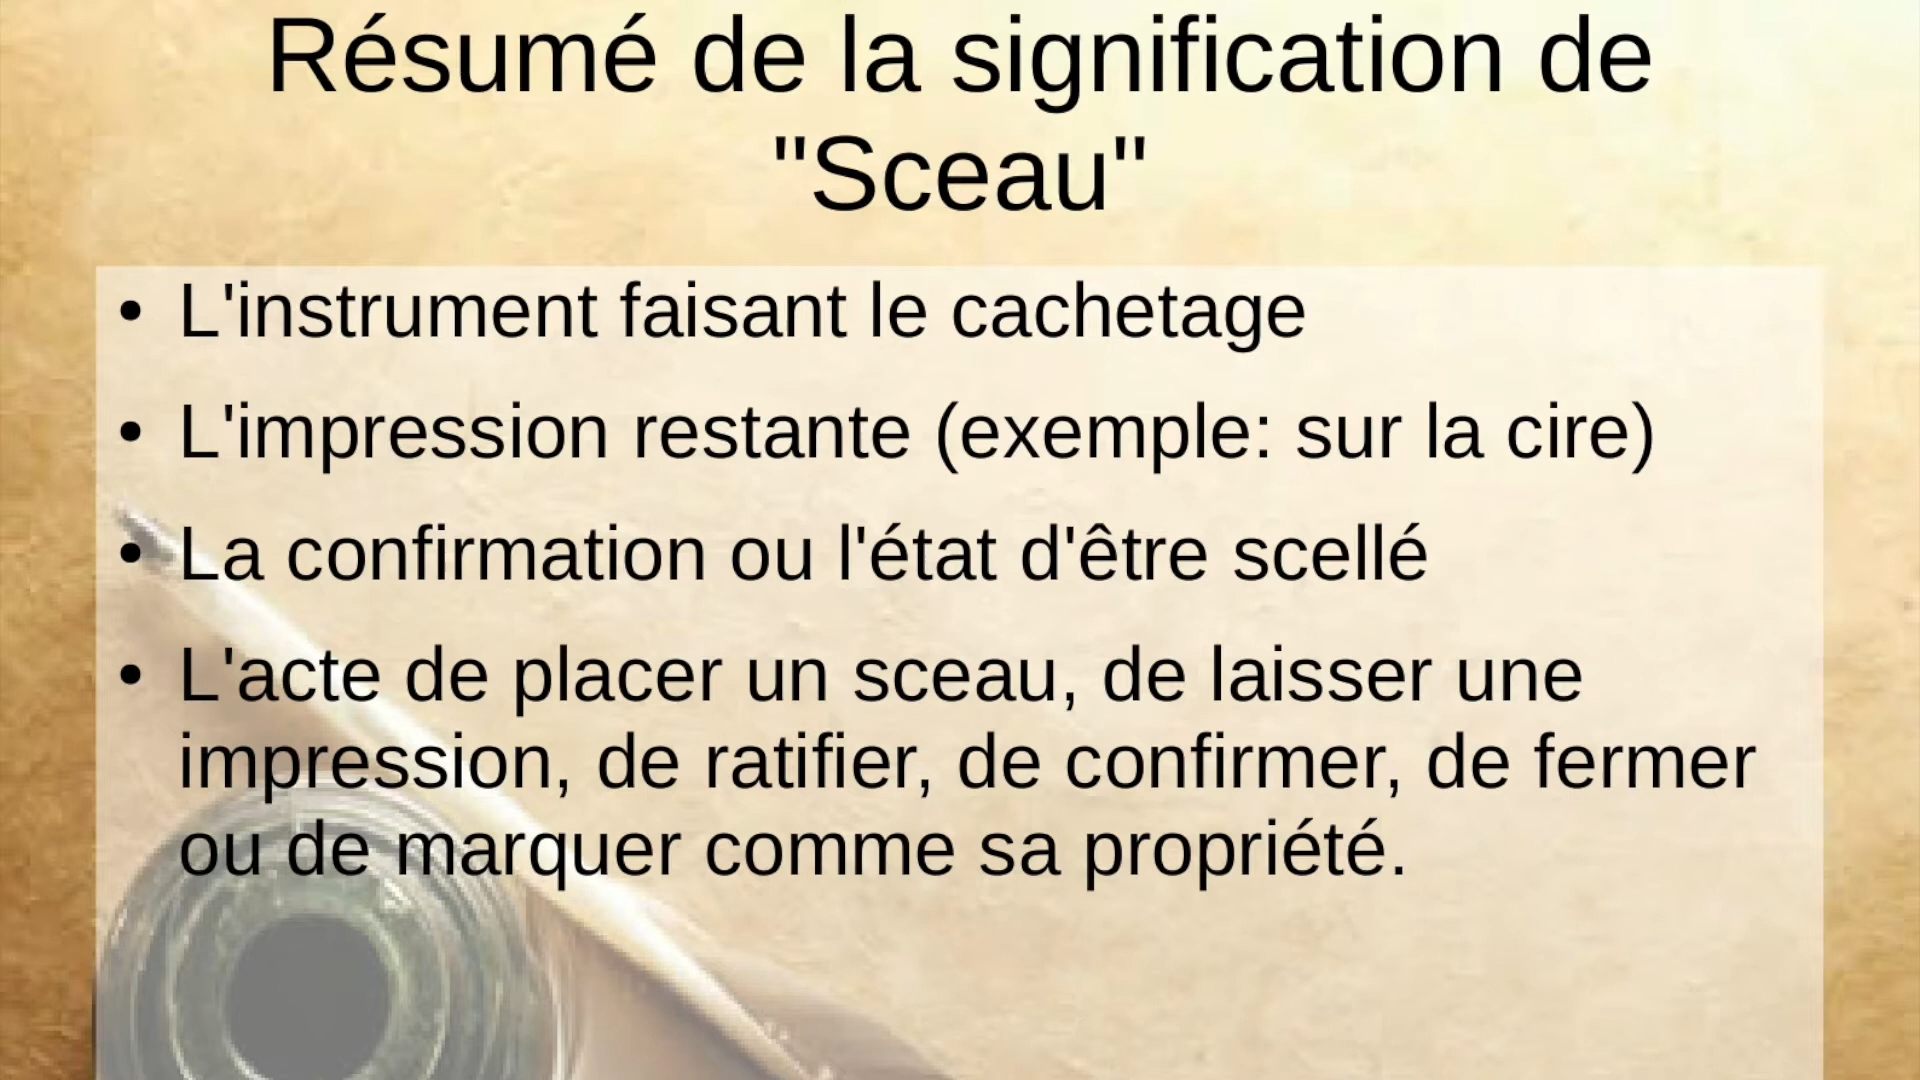 Résumé de la signification de
"Sceau"
• L'instrument faisant le cachetage
• L'impression restante (exemple: sur la cire)
• La confirmation ou l'état d'être scellé
• L'acte de placer un sceau, de laisser une
impression, de ratifier, de confirmer, de fermer
ou de marquer comme sa propriété.